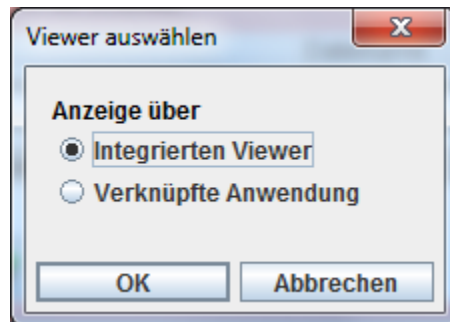 Viewer auswählen
Anzeige über
Integrierten Viewer
Verknüpfte Anwendung
OK Abbrechen